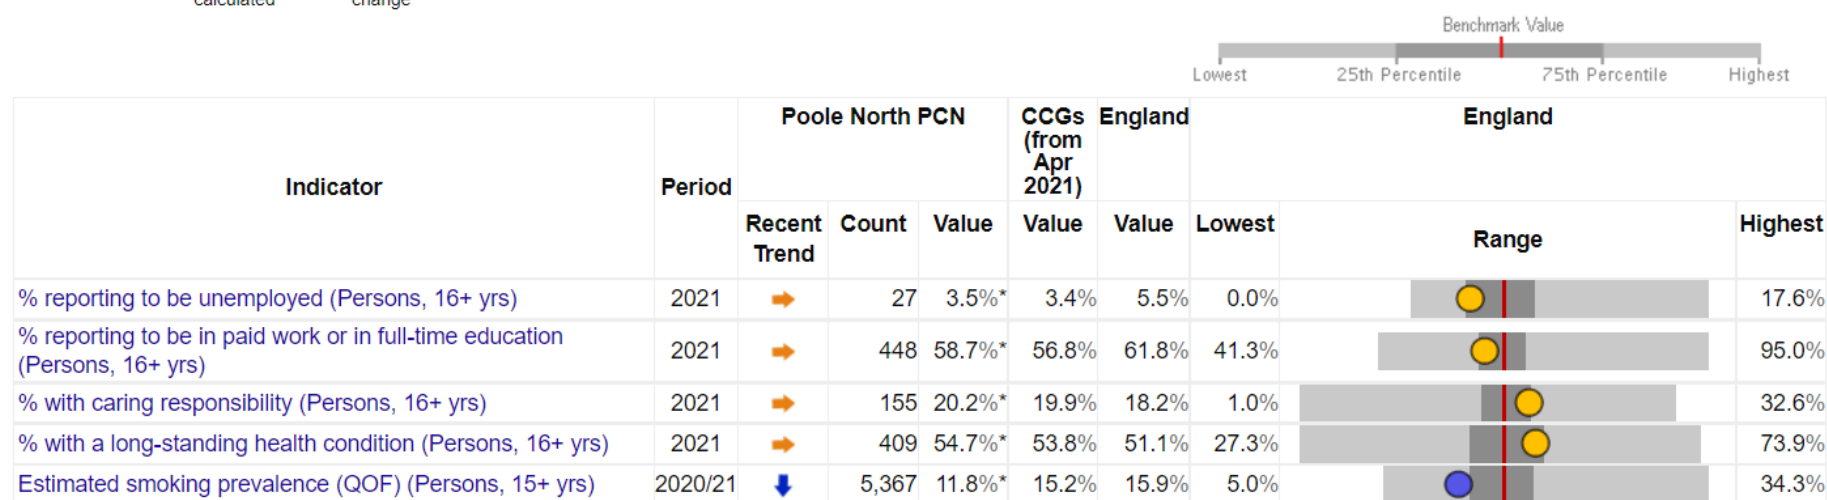 calculated change
Benchmark Value
Lowest 25th Percentile 75th Percentile Highest
Indicator Period Poole North PCN CCGs (from Apr 2021) England England
Recent Trend Count Value Value Value Lowest Range Highest
% reporting to be unemployed (Persons, 16+ yrs) 2021 27 3.5%* 3.4% 5.5% 0.0% 17.6%
% reporting to be in paid work or in full-time education
(Persons, 16+ yrs) 2021 448 58.7%* 56.8% 61.8% 41.3% 95.0%
% with caring responsibility (Persons, 16+ yrs) 2021 155 20.2%* 19.9% 18.2% 1.0% 32.6%
% with a long-standing health condition (Persons, 16+ yrs) 2021 409 54.7%* 53.8% 51.1% 27.3% 73.9%
Estimated smoking prevalence (QOF) (Persons, 15+ yrs) 2020/21 5,367 11.8%* 15.2% 15.9% 5.0% 34.3%